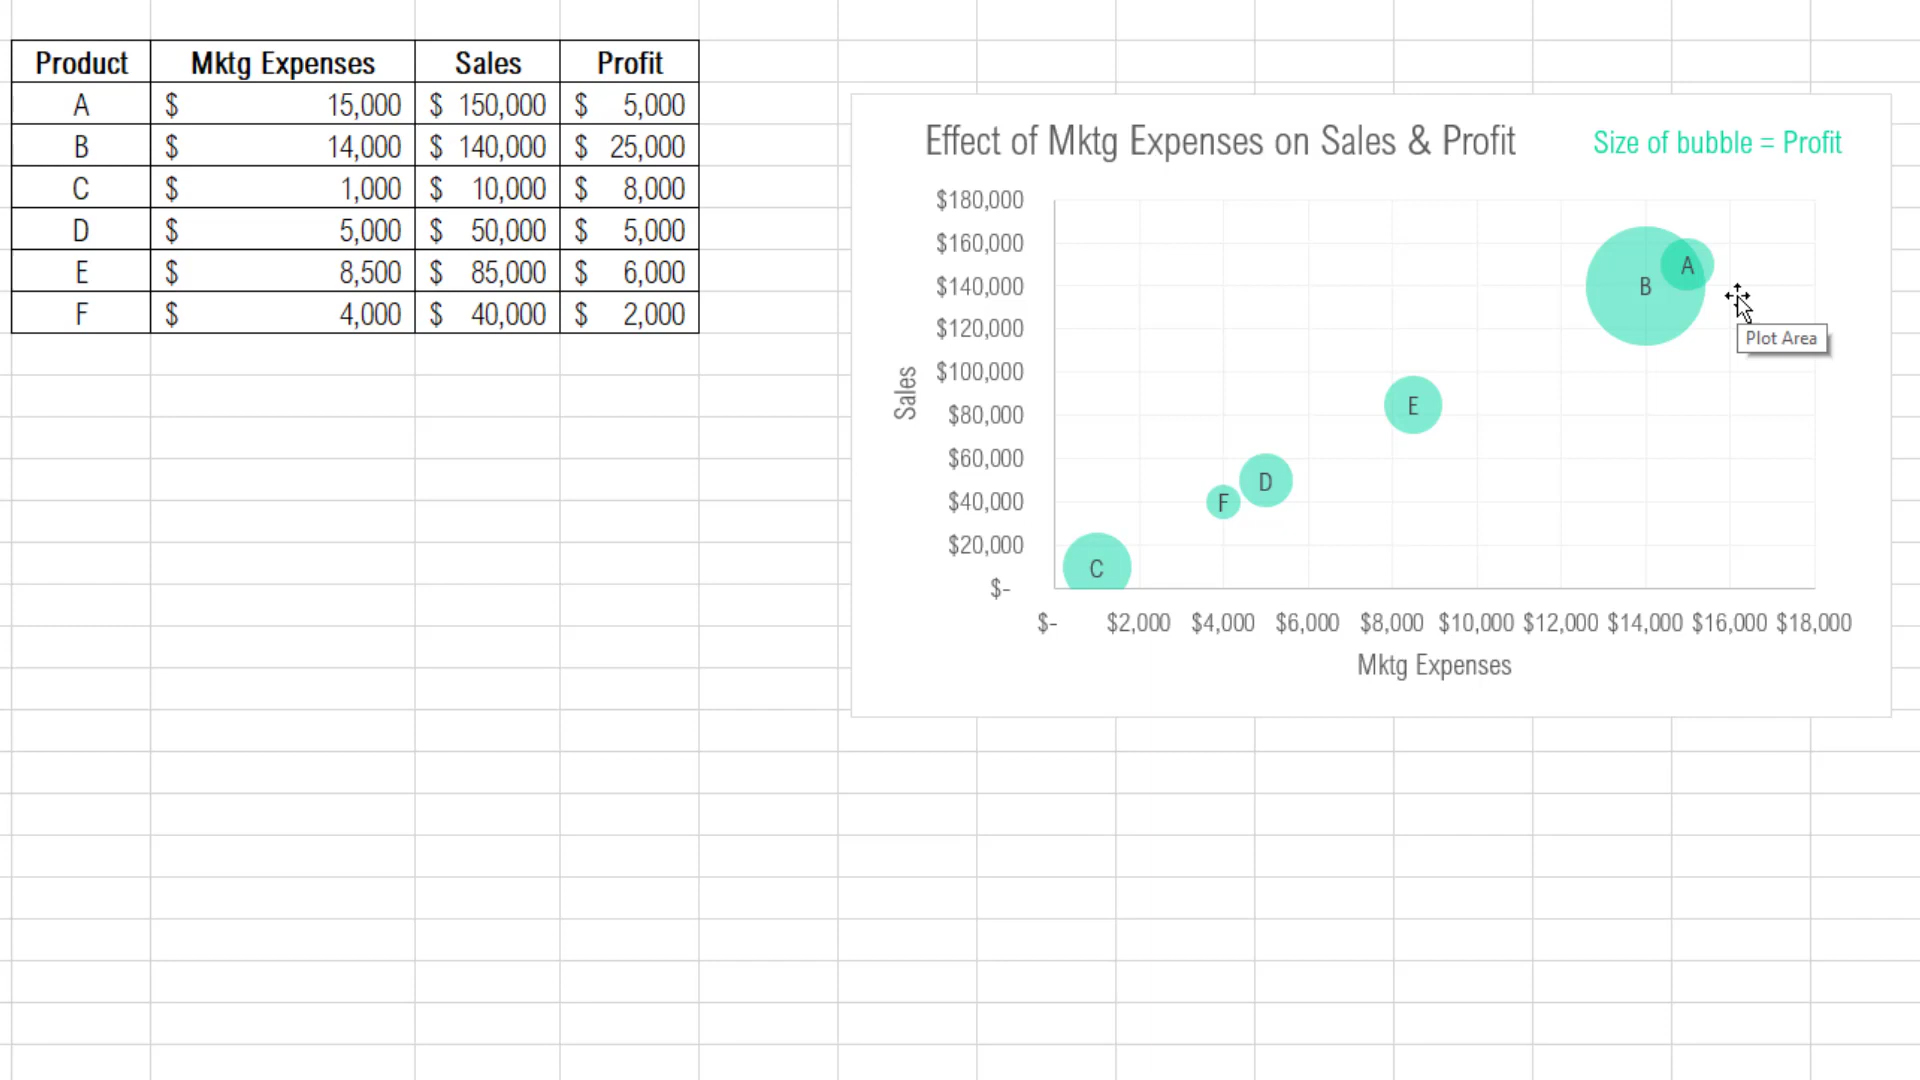 Product Mktg Expenses Sales Profit
A $ 15,000 $ 150,000 $ 5,000
B $ 14,000 $ 140,000 $ 25,000
C $ 1,000 $ 10,000 $ 8,000
D $ 5,000 $ 50,000 $ 5,000
E $ 8,500 $ 85,000 $ 6,000
F $ 4,000 $ 40,000 $ 2,000
Effect of Mktg Expenses on Sales & Profit
Size of bubble = Profit
Sales
$180,000
$160,000
$140,000
$120,000
$100,000
$80,000
$60,000
$40,000
$20,000
$-
A
B
Plot Area
E
D
F
C
$- $2,000 $4,000 $6,000 $8,000 $10,000 $12,000 $14,000 $16,000 $18,000
Mktg Expenses